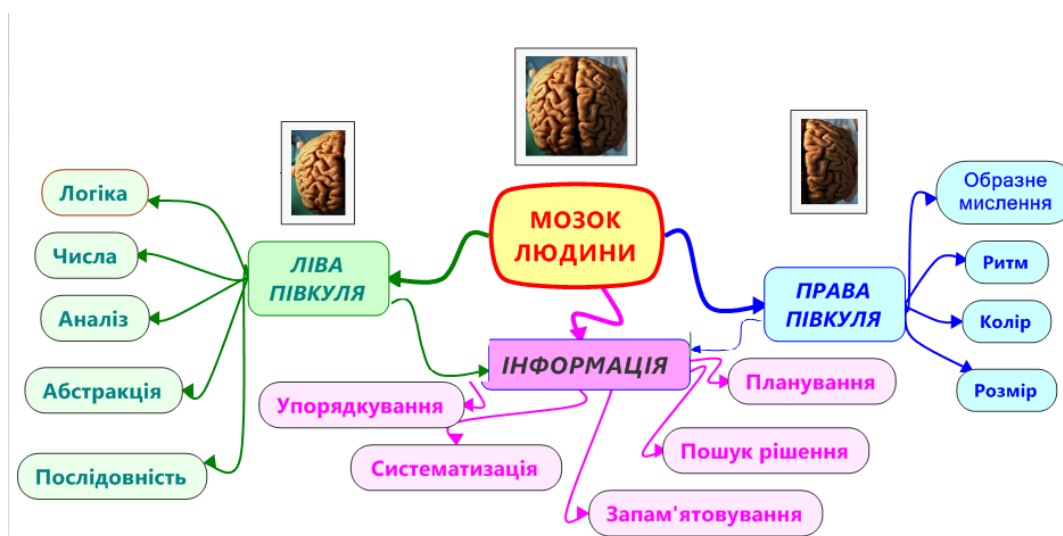 МОЗОК
ЛЮДИНИ
ЛІВА
ПІВКУЛЯ
Логіка
Числа
Аналіз
Абстракція
Послідовність
ПРАВА
ПІВКУЛЯ
Образне
мислення
Ритм
Колір
Розмір
ІНФОРМАЦІЯ
Упорядкування
Систематизація
Запам'ятовування
Пошук рішення
Планування